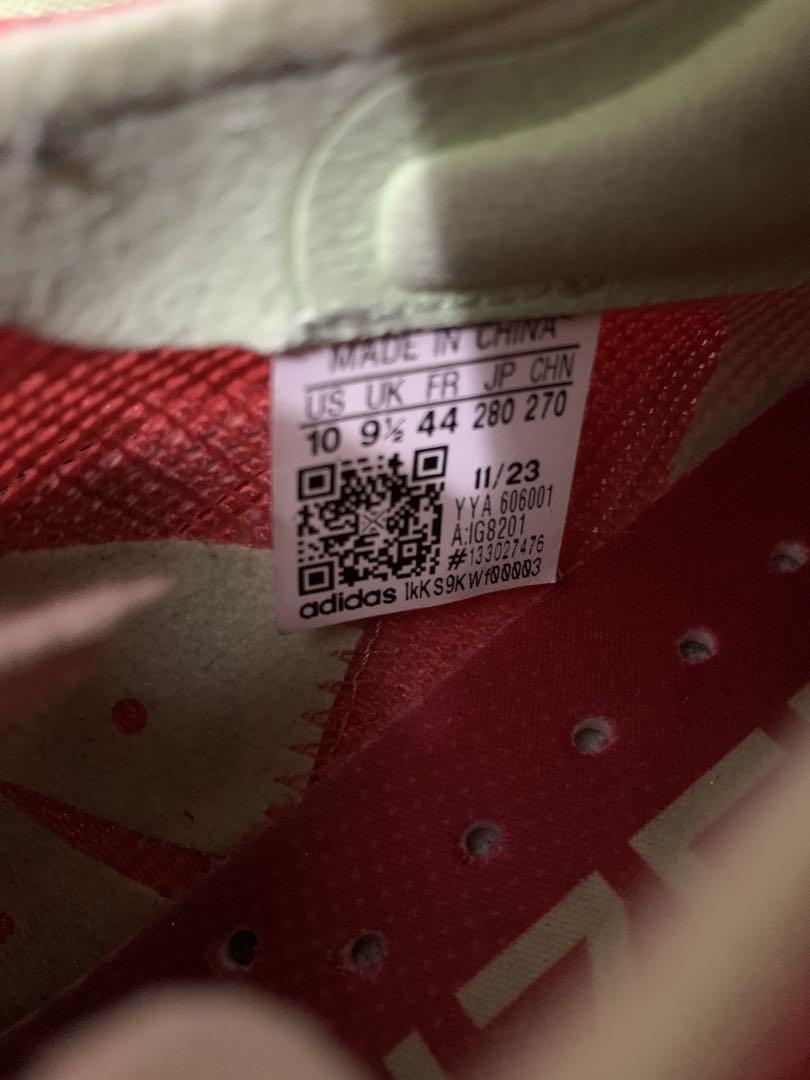 MADE IN CHINA
US UK FR JP CHN
10 9½ 44 280 270
11/23
YYA 606001
A:IG8201
#133027476
adidas 1kKS9KWf00003